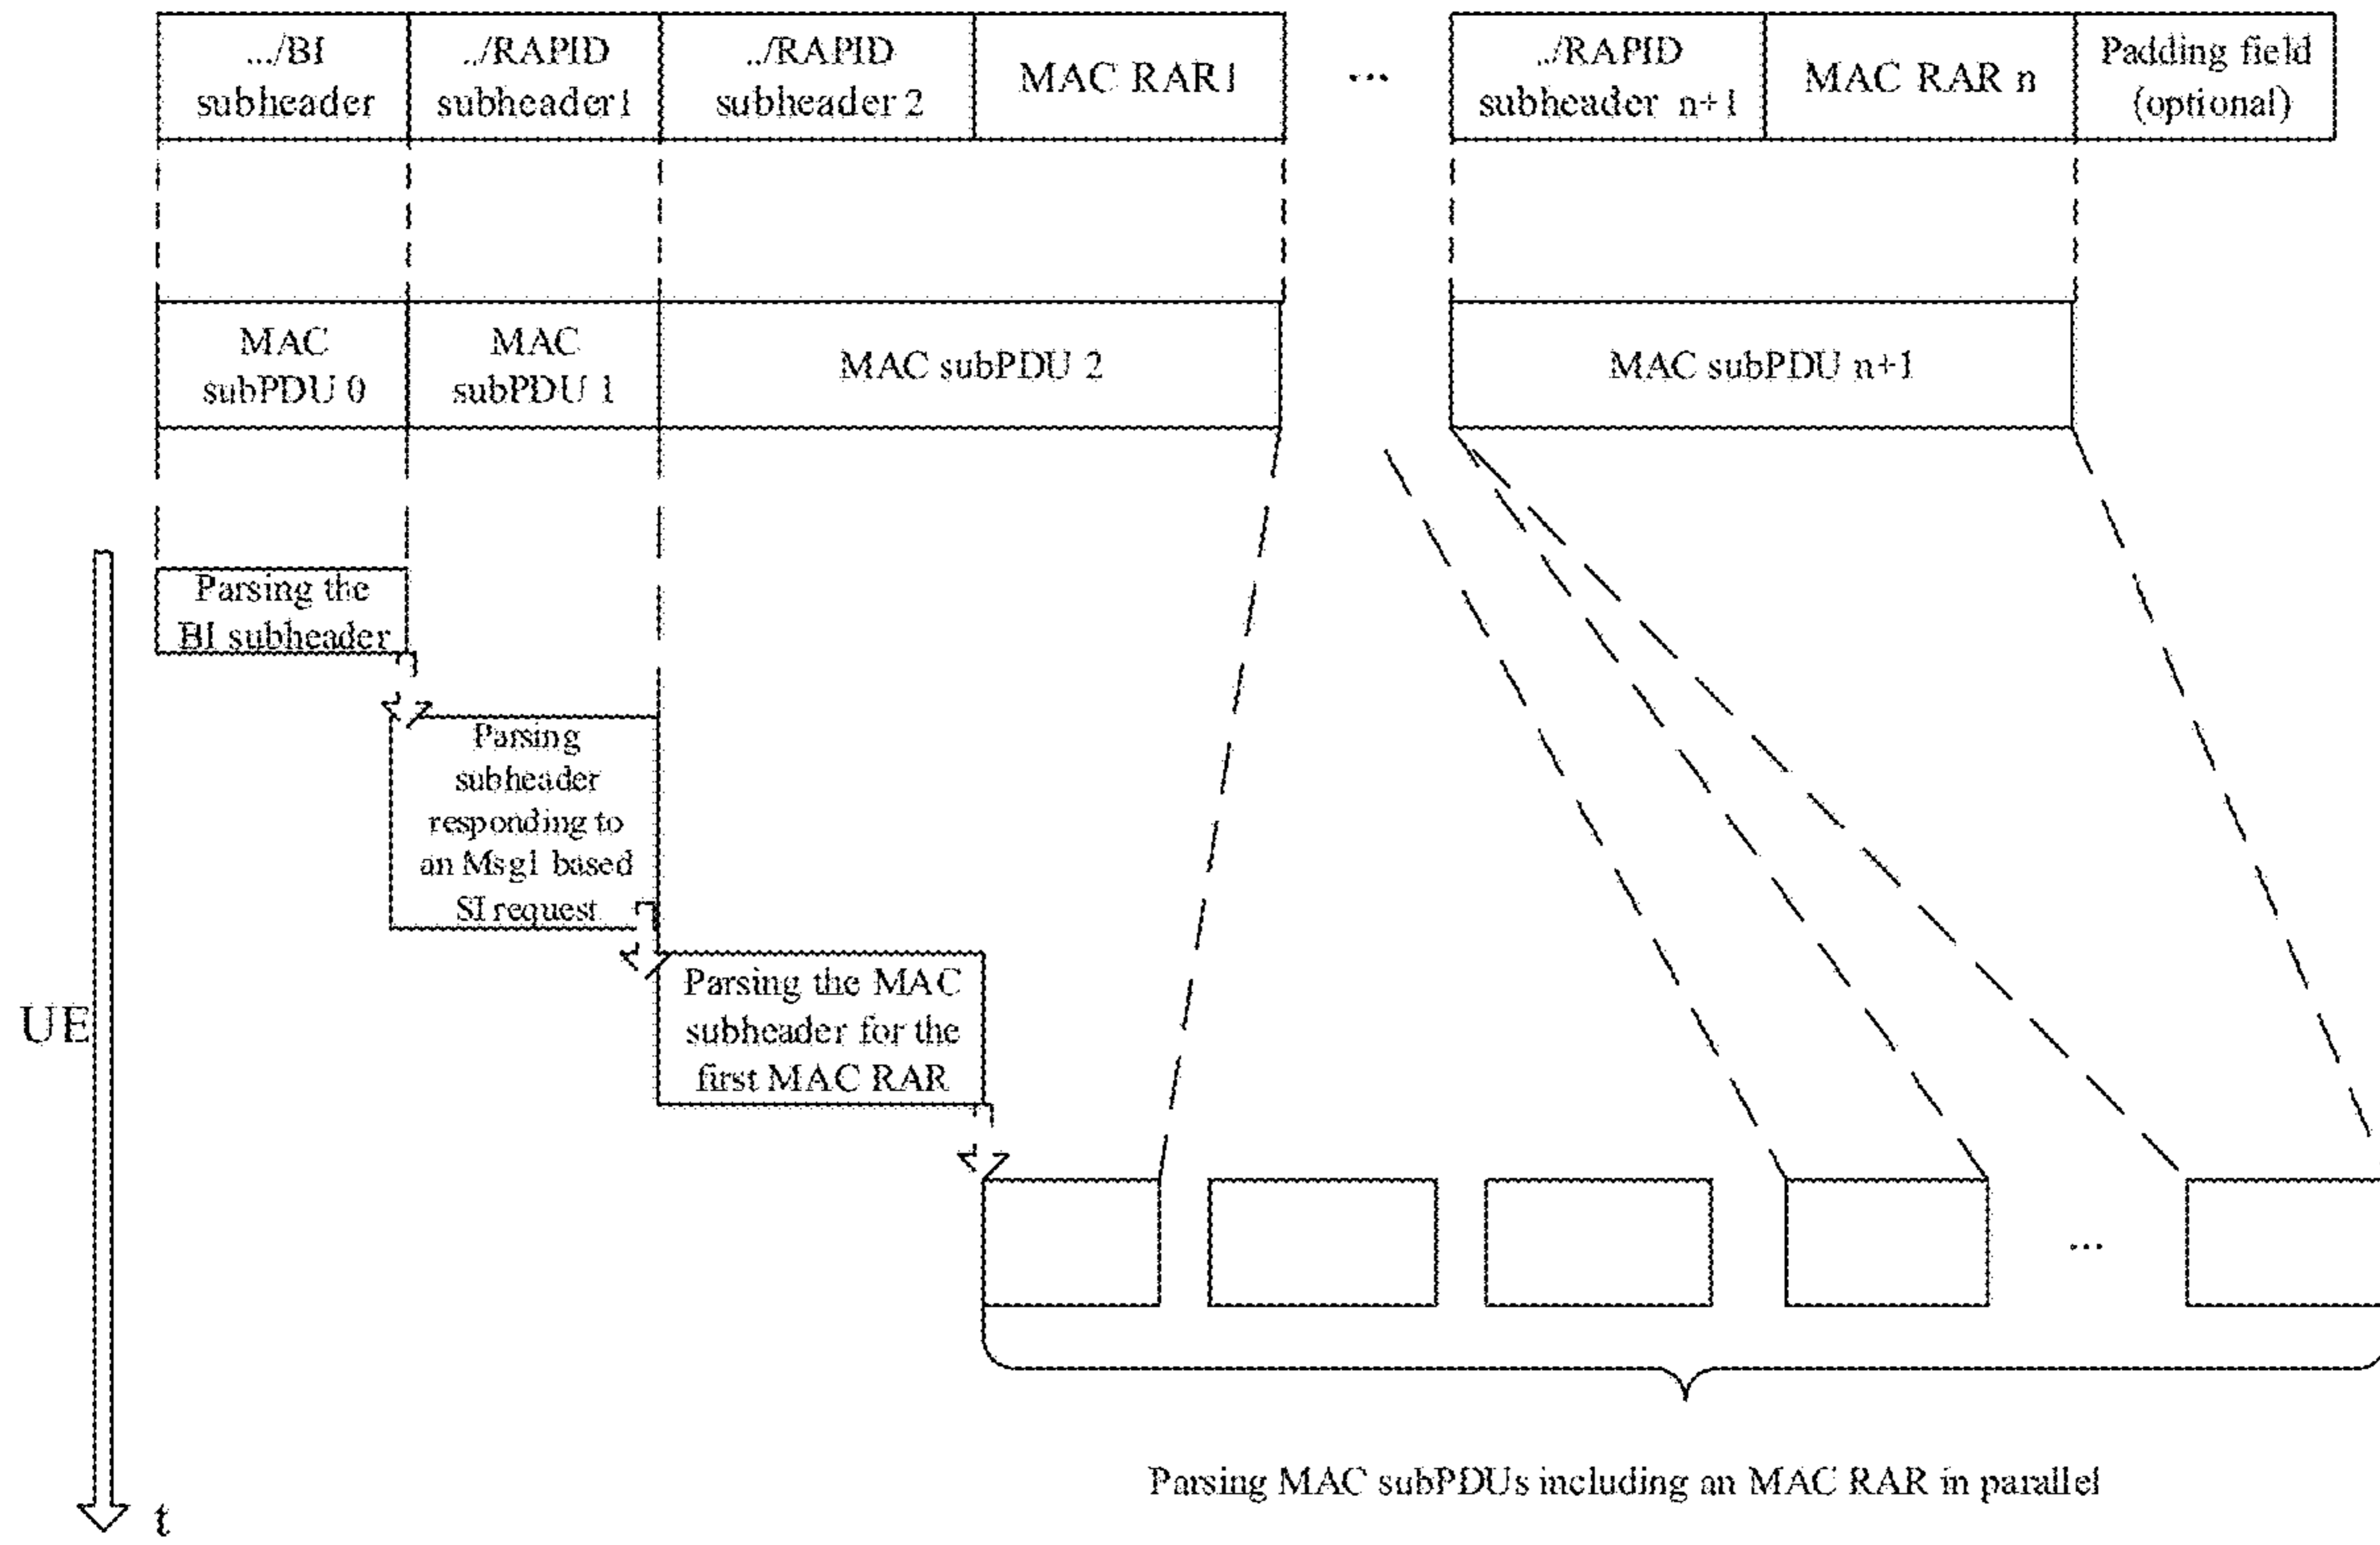 .../BI
subheader
../RAPID
subheader1
../RAPID
subheader 2
MAC RAR1
...
../RAPID
subheader n+1
MAC RAR n
Padding field
(optional)
MAC
subPDU 0
MAC
subPDU 1
MAC subPDU 2
MAC subPDU n+1
Parsing the
BI subheader
Parsing
subheader
responding to
an Msg1 based
SI request
Parsing the MAC
subheader for the
first MAC RAR
UE
...
Parsing MAC subPDUs including an MAC RAR in parallel
t